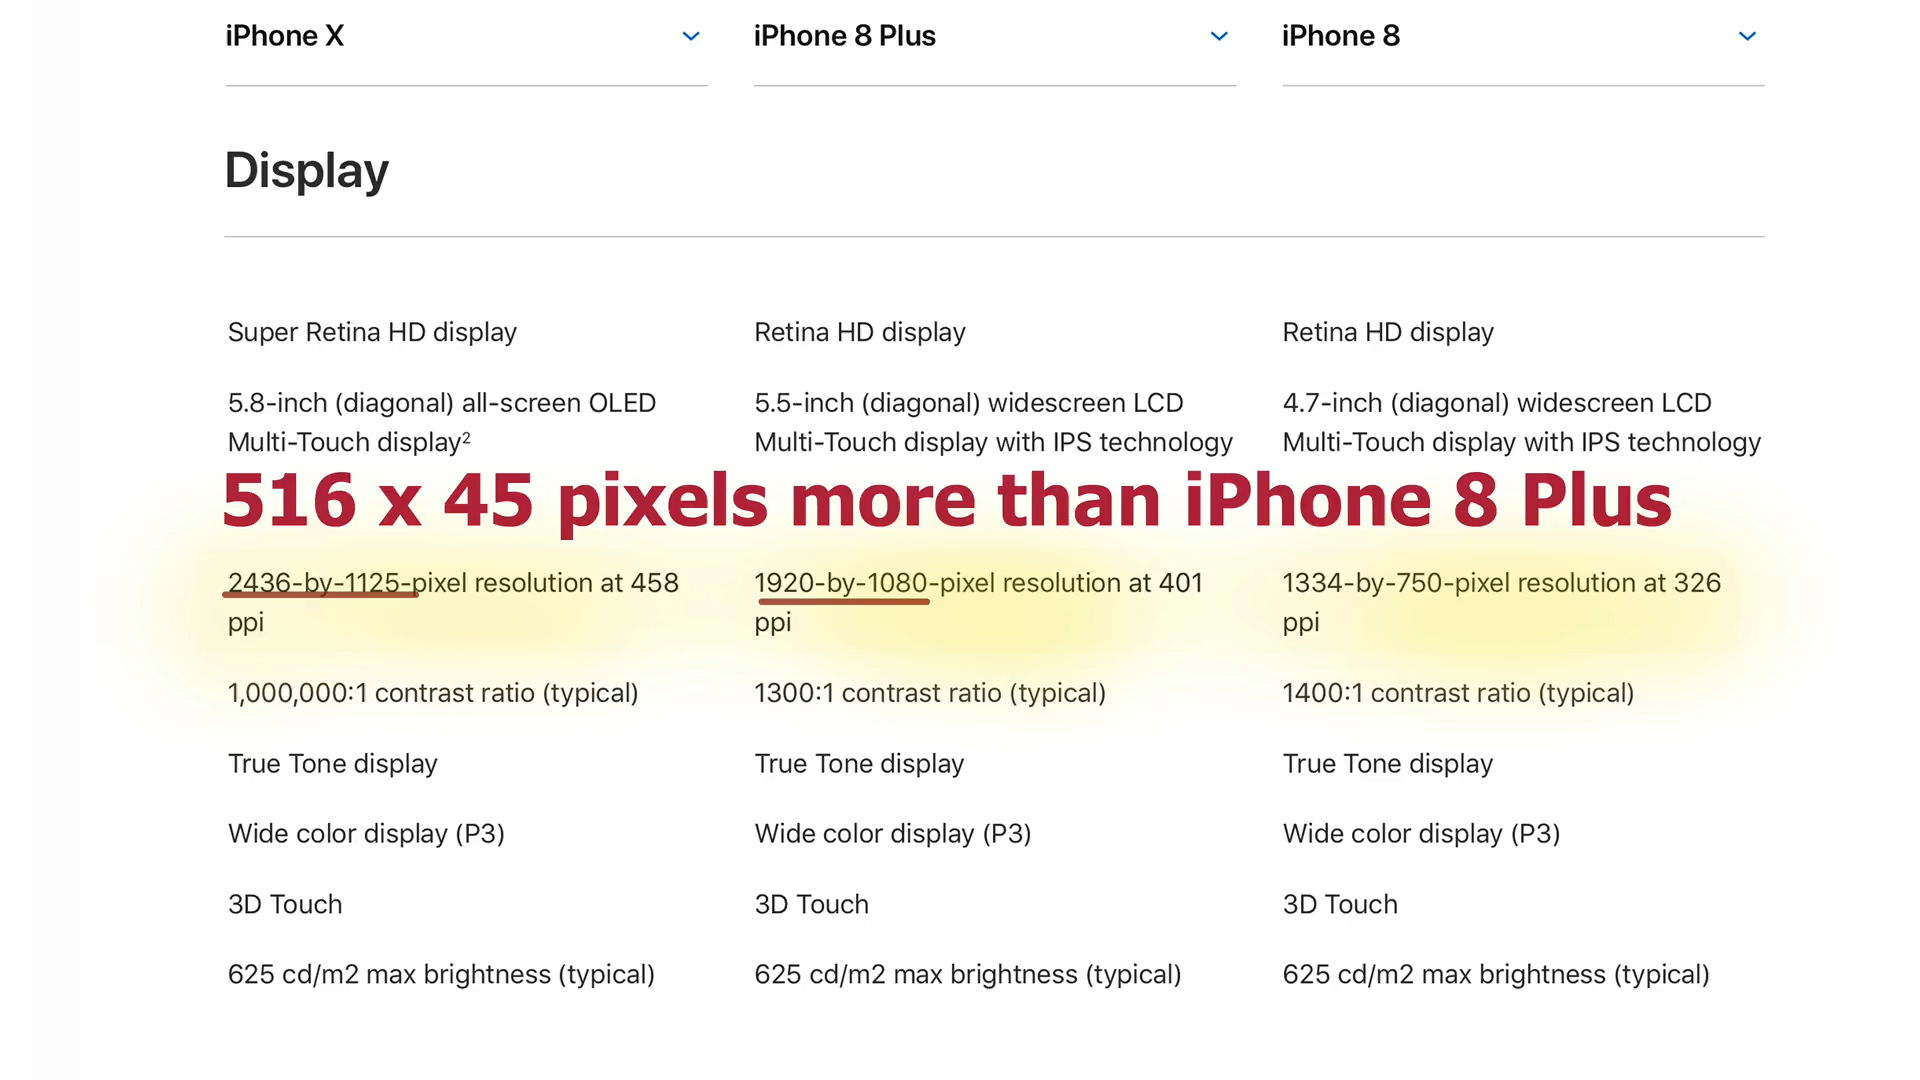 iPhone X
iPhone 8 Plus
iPhone 8
Display
Super Retina HD display
Retina HD display
Retina HD display
5.8-inch (diagonal) all-screen OLED
Multi-Touch display²
5.5-inch (diagonal) widescreen LCD
Multi-Touch display with IPS technology
4.7-inch (diagonal) widescreen LCD
Multi-Touch display with IPS technology
516 x 45 pixels more than iPhone 8 Plus
2436-by-1125-pixel resolution at 458
ppi
1920-by-1080-pixel resolution at 401
ppi
1334-by-750-pixel resolution at 326
ppi
1,000,000:1 contrast ratio (typical)
1300:1 contrast ratio (typical)
1400:1 contrast ratio (typical)
True Tone display
True Tone display
True Tone display
Wide color display (P3)
Wide color display (P3)
Wide color display (P3)
3D Touch
3D Touch
3D Touch
625 cd/m2 max brightness (typical)
625 cd/m2 max brightness (typical)
625 cd/m2 max brightness (typical)